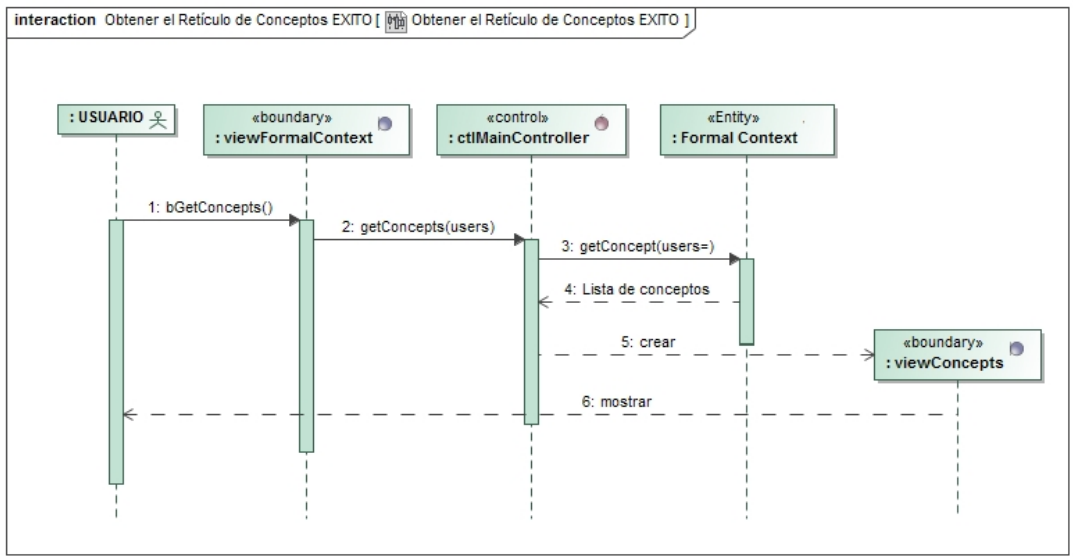 interaction Obtener el Retículo de Conceptos EXITO [ Obtener el Retículo de Conceptos EXITO ]
: USUARIO
«boundary»
: viewFormalContext
«control»
: ctlMainController
«Entity»
: Formal Context
1: bGetConcepts()
2: getConcepts(users)
3: getConcept(users=)
4: Lista de conceptos
5: crear
«boundary»
: viewConcepts
6: mostrar